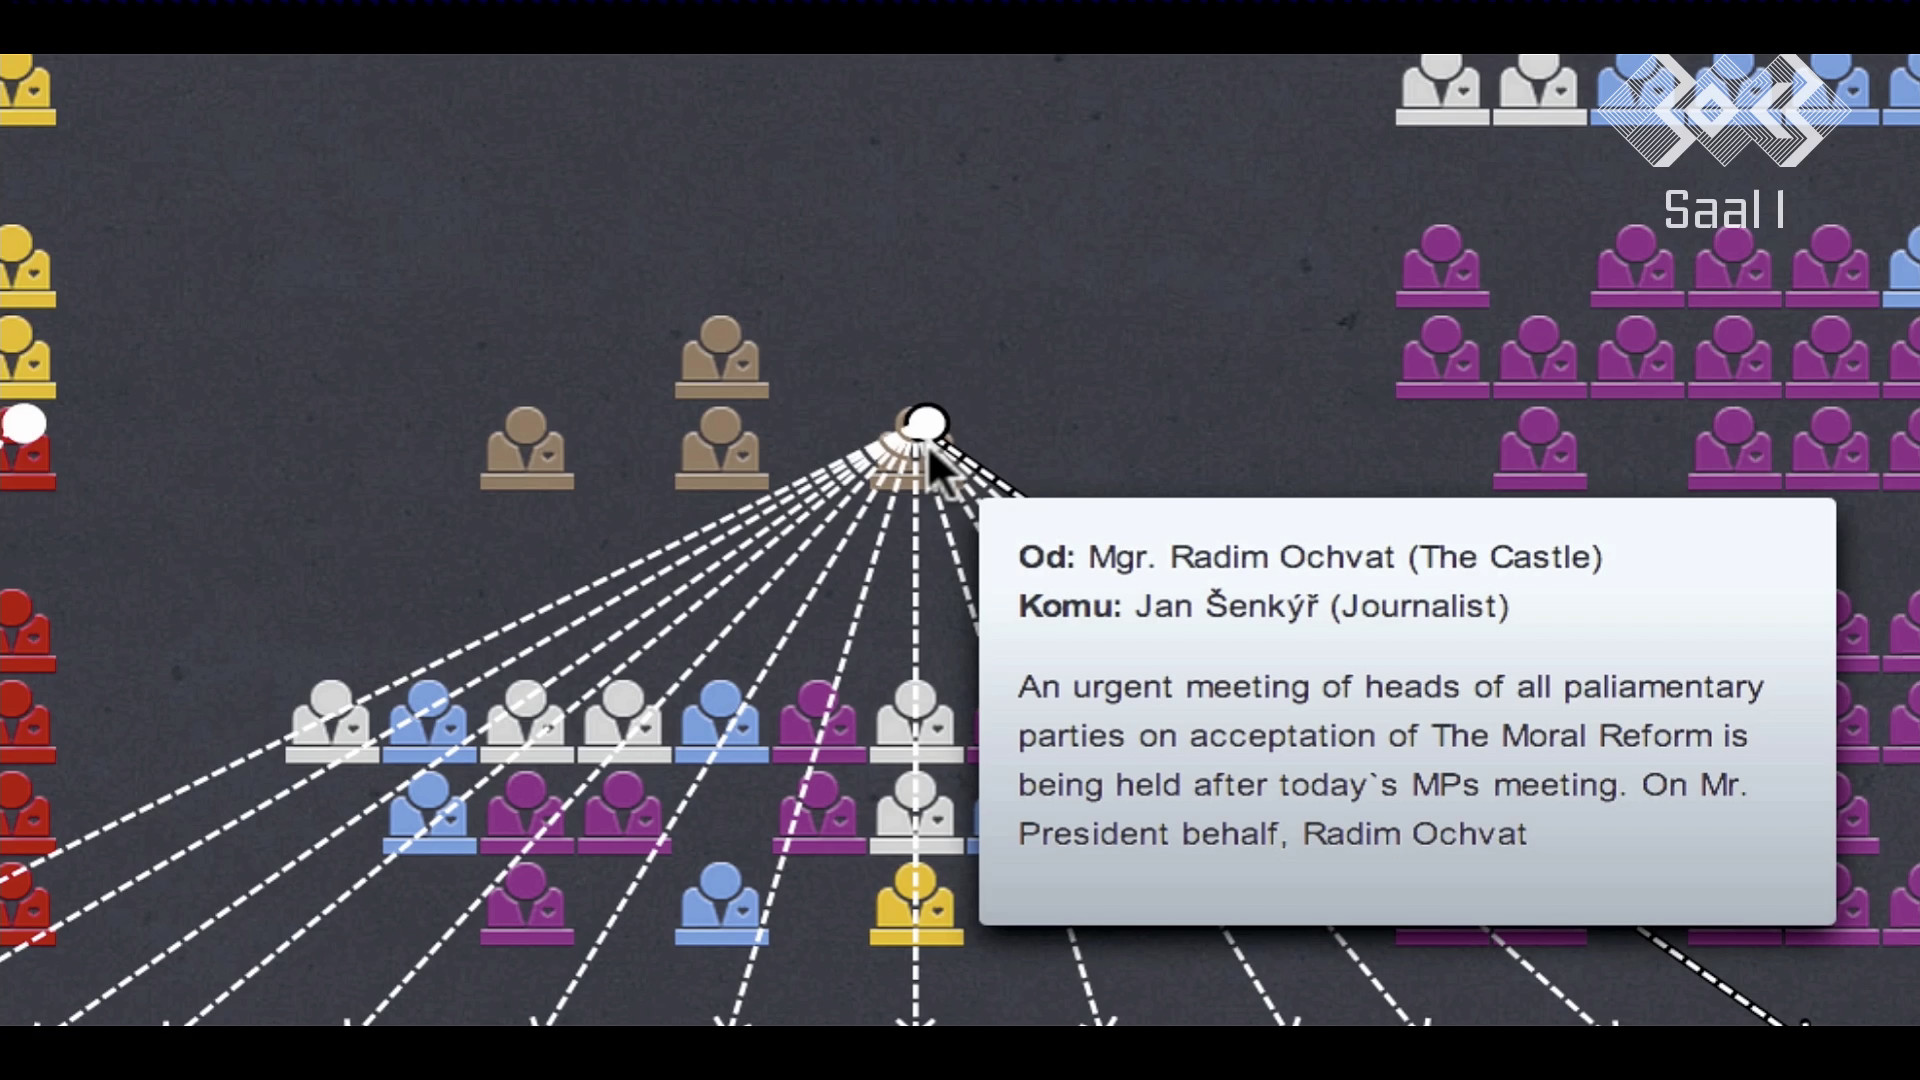 30C3
Saal 1
Od: Mgr. Radim Ochvat (The Castle)
Komu: Jan Šenkýř (Journalist)
An urgent meeting of heads of all paliamentary
parties on acceptation of The Moral Reform is
being held after today`s MPs meeting. On Mr.
President behalf, Radim Ochvat